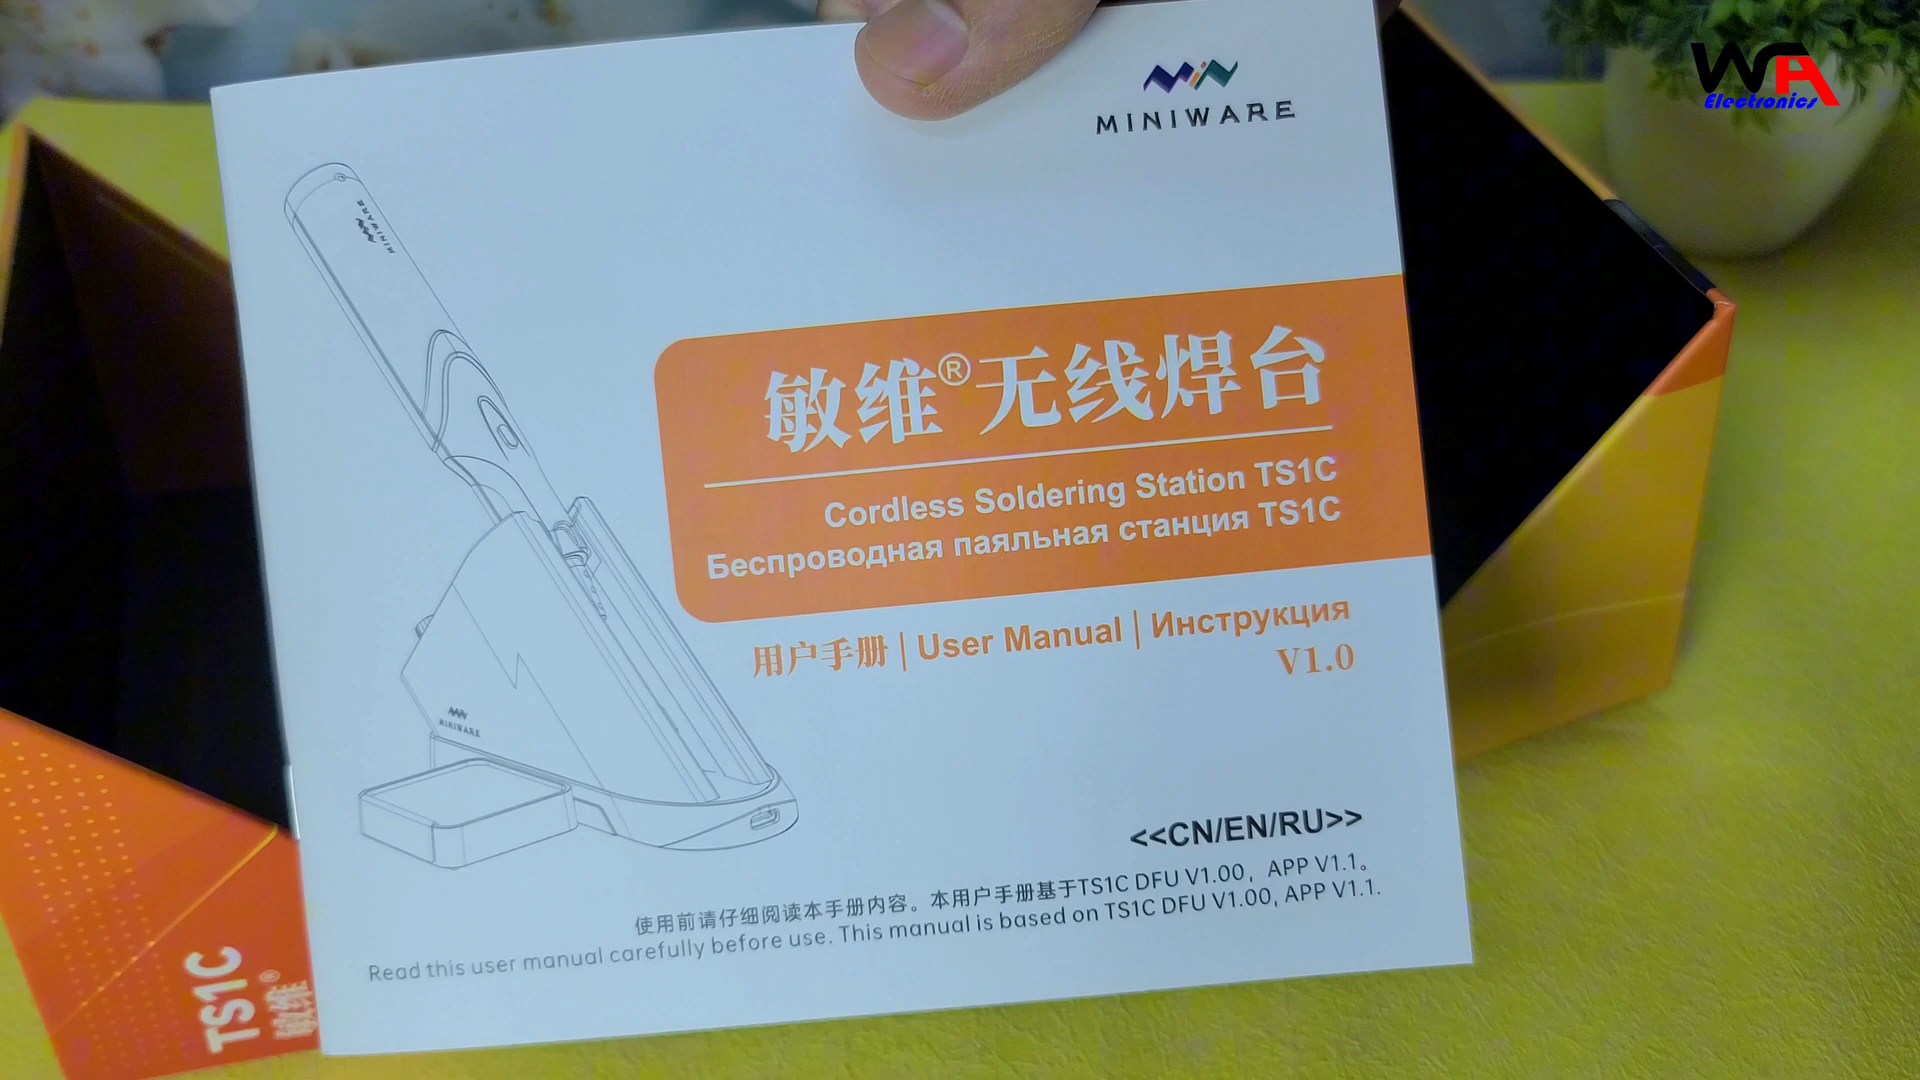 WA
Electronics
MINIWARE
MINIWARE
敏维®无线焊台
Cordless Soldering Station TS1C
Беспроводная паяльная станция TS1C
用户手册 | User Manual | Инструкция
V1.0
MINIWARE
<<CN/EN/RU>>
使用前请仔细阅读本手册内容。本用户手册基于TS1C DFU V1.00，APP V1.1。
Read this user manual carefully before use. This manual is based on TS1C DFU V1.00, APP V1.1.
TS1C
敏维®